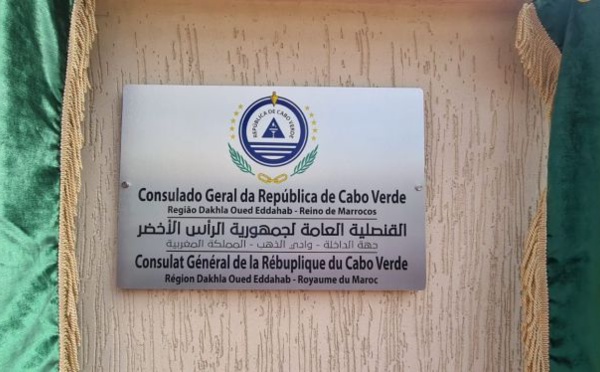 REPÚBLICA DE CABO VERDE
Consulado Geral da República de Cabo Verde
Região Dakhla Oued Eddahab - Reino de Marrocos
القنصلية العامة لجمهورية الرأس الأخضر
جهة الداخلة - وادي الذهب - المملكة المغربية
Consulat Général de la Rébuplique du Cabo Verde
Région Dakhla Oued Eddahab - Royaume du Maroc